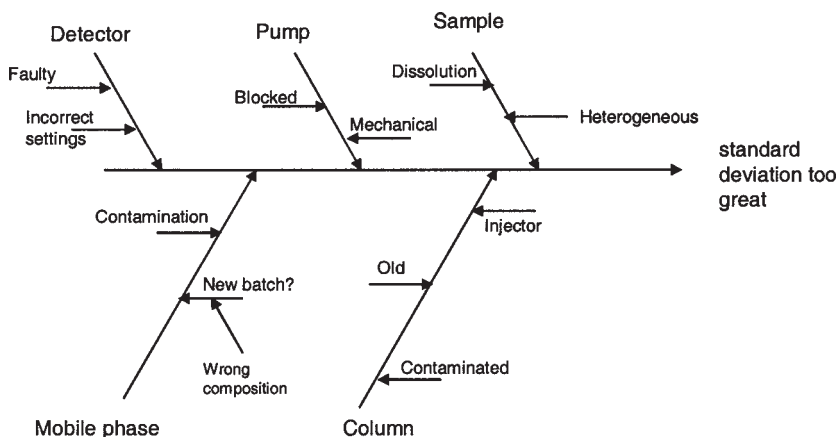 Detector
Pump
Sample
Faulty
Incorrect
settings
Blocked
Mechanical
Dissolution
Heterogeneous
standard
deviation too
great
Contamination
New batch?
Wrong
composition
Injector
Old
Contaminated
Mobile phase
Column